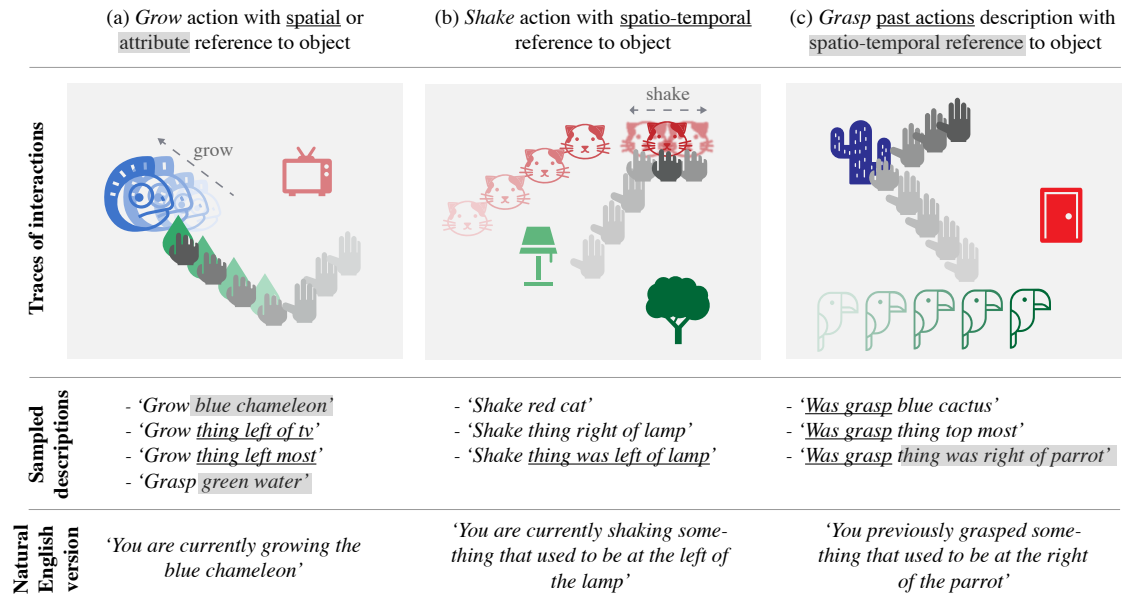 (a) Grow action with spatial or
attribute reference to object
(b) Shake action with spatio-temporal
reference to object
(c) Grasp past actions description with
spatio-temporal reference to object
Traces of interactions
grow
shake
Sampled
descriptions
- ‘Grow blue chameleon’
- ‘Grow thing left of tv’
- ‘Grow thing left most’
- ‘Grasp green water’
- ‘Shake red cat’
- ‘Shake thing right of lamp’
- ‘Shake thing was left of lamp’
- ‘Was grasp blue cactus’
- ‘Was grasp thing top most’
- ‘Was grasp thing was right of parrot’
Natural
English
version
‘You are currently growing the
blue chameleon’
‘You are currently shaking some-
thing that used to be at the left of
the lamp’
‘You previously grasped some-
thing that used to be at the right
of the parrot’